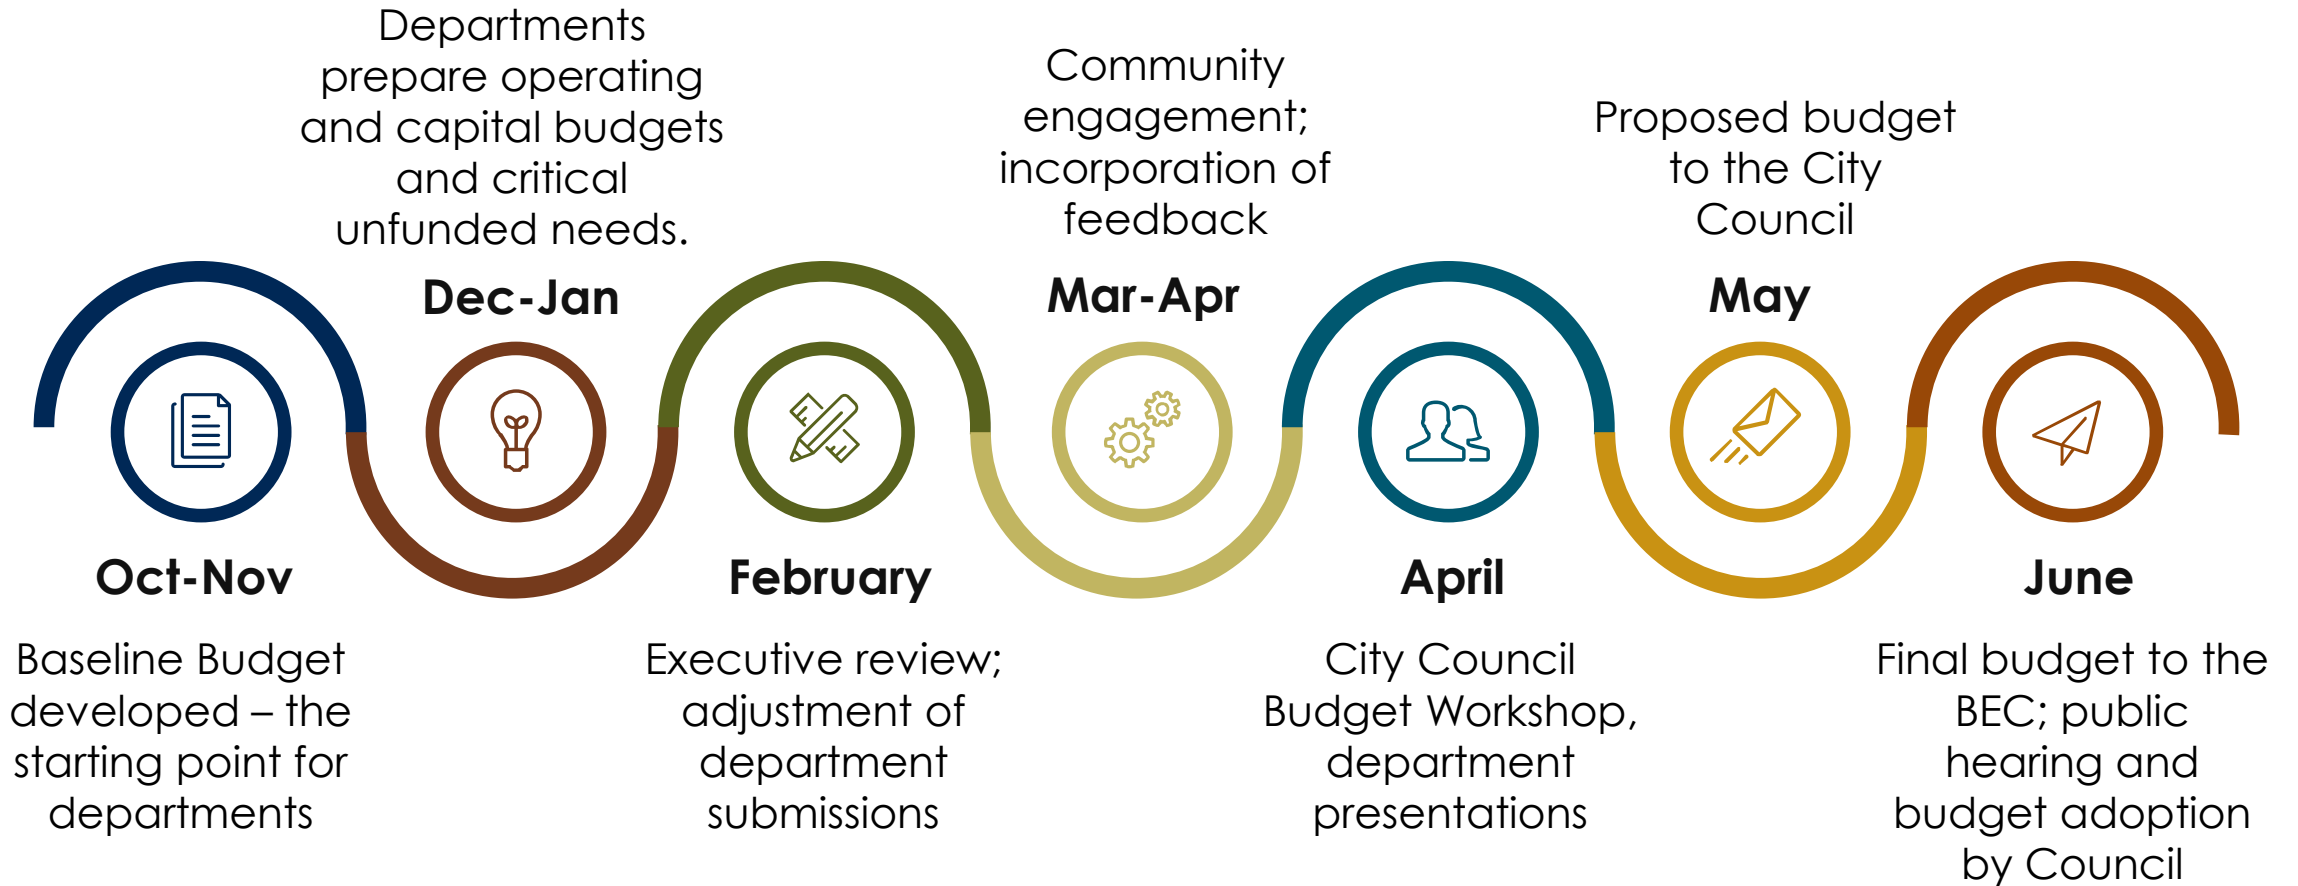 Oct-Nov
Baseline Budget
developed – the
starting point for
departments
Departments
prepare operating
and capital budgets
and critical
unfunded needs.
Dec-Jan
February
Executive review;
adjustment of
department
submissions
Community
engagement;
incorporation of
feedback
Mar-Apr
April
City Council
Budget Workshop,
department
presentations
Proposed budget
to the City
Council
May
June
Final budget to the
BEC; public
hearing and
budget adoption
by Council